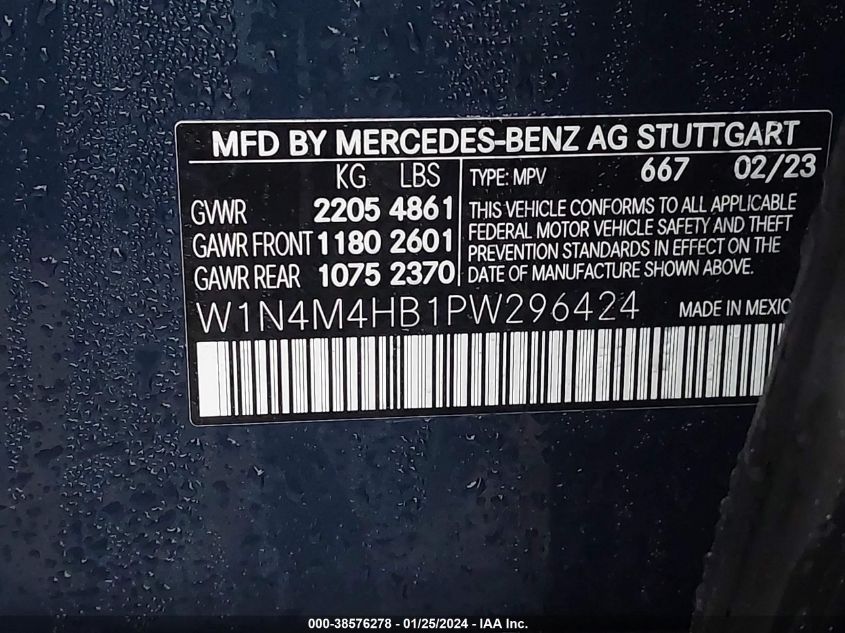 MFD BY MERCEDES-BENZ AG STUTTGART
KG LBS
GVWR 2205 4861
GAWR FRONT 1180 2601
GAWR REAR 1075 2370
TYPE: MPV 667 02/23
THIS VEHICLE CONFORMS TO ALL APPLICABLE
FEDERAL MOTOR VEHICLE SAFETY AND THEFT
PREVENTION STANDARDS IN EFFECT ON THE
DATE OF MANUFACTURE SHOWN ABOVE.
W1N4M4HB1PW296424 MADE IN MEXIC
000-38576278 - 01/25/2024 - IAA Inc.